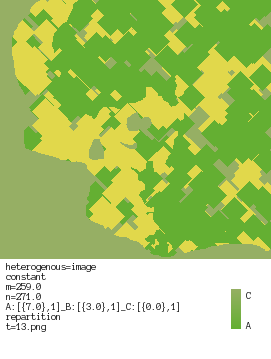 heterogenous=image
constant
m=259.0
n=271.0
A:[{7.0},1]_B:[{3.0},1]_C:[{0.0},1]
repartition
t=13.png
C
A